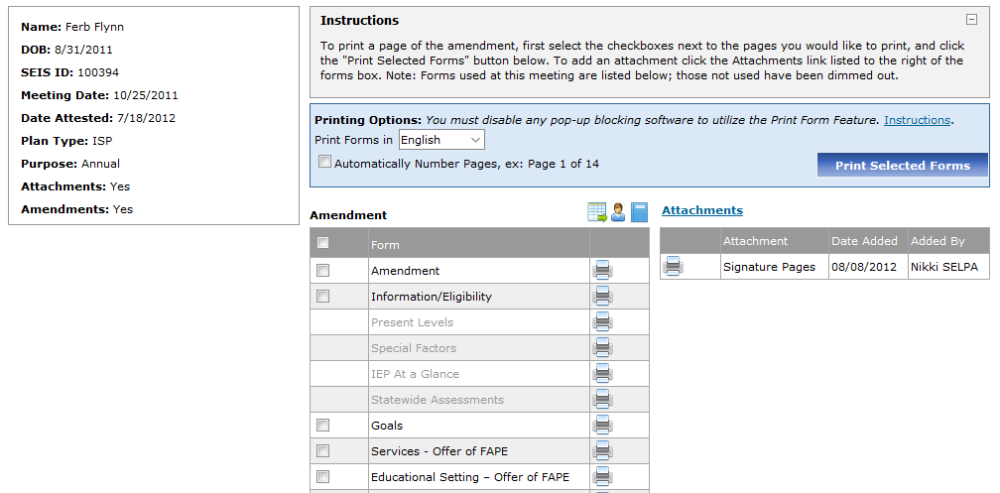 Name: Ferb Flynn
DOB: 8/31/2011
SEIS ID: 100394
Meeting Date: 10/25/2011
Date Attested: 7/18/2012
Plan Type: ISP
Purpose: Annual
Attachments: Yes
Amendments: Yes
Instructions
To print a page of the amendment, first select the checkboxes next to the pages you would like to print, and click
the "Print Selected Forms" button below. To add an attachment click the Attachments link listed to the right of the
forms box. Note: Forms used at this meeting are listed below; those not used have been dimmed out.
Printing Options: You must disable any pop-up blocking software to utilize the Print Form Feature. Instructions.
Print Forms in English
Automatically Number Pages, ex: Page 1 of 14
Print Selected Forms
Amendment
Form
Amendment
Information/Eligibility
Present Levels
Special Factors
IEP At a Glance
Statewide Assessments
Goals
Services - Offer of FAPE
Educational Setting – Offer of FAPE
Attachments
Attachment Date Added Added By
Signature Pages 08/08/2012 Nikki SELPA